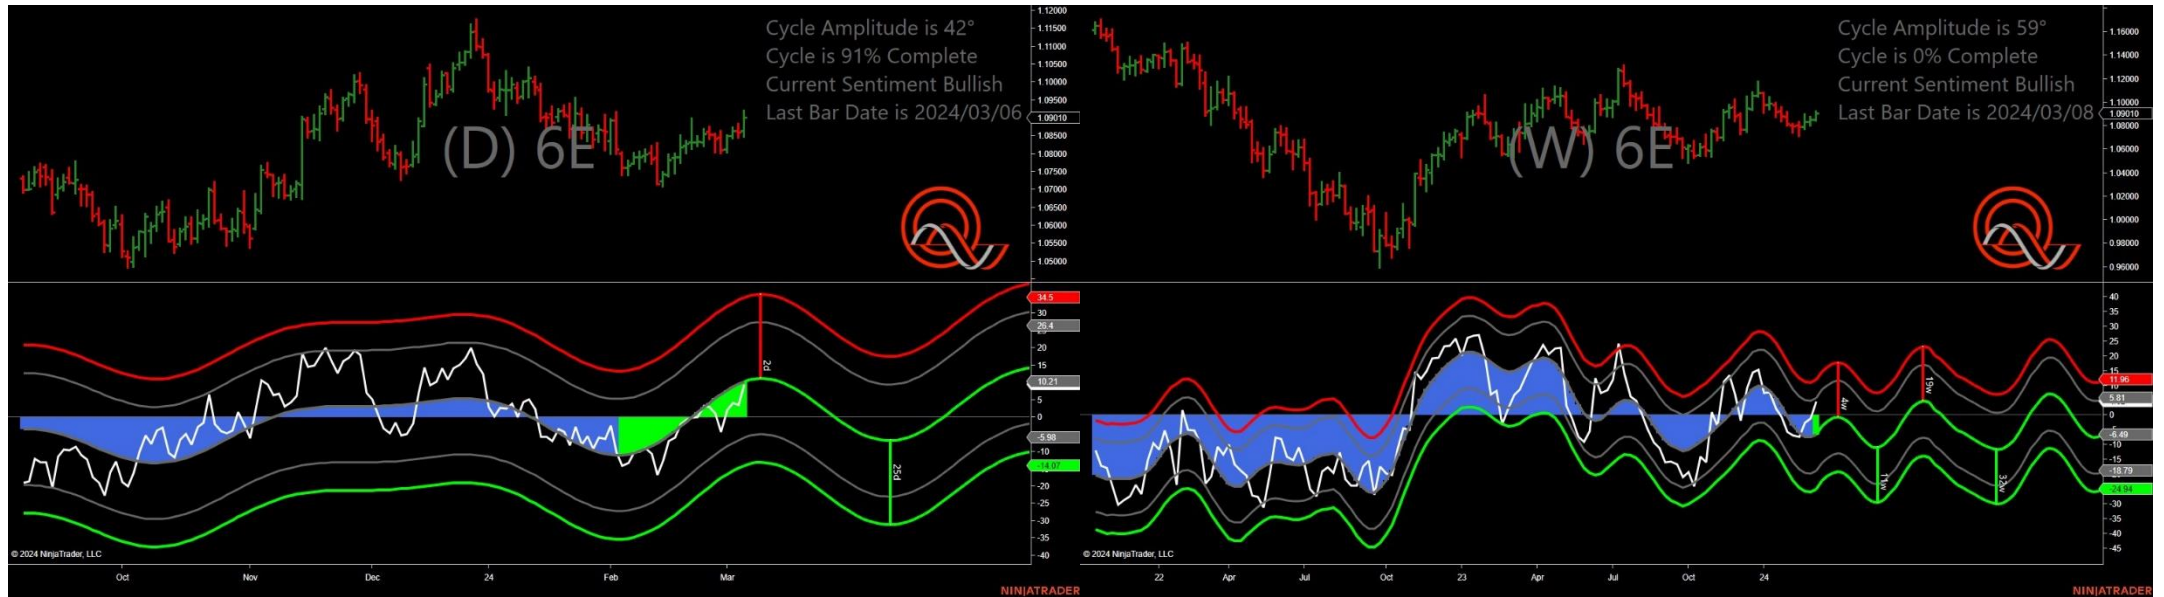 Cycle Amplitude is 42°
Cycle is 91% Complete
Current Sentiment Bullish
Last Bar Date is 2024/03/06
(D) 6E
1.12000
1.11500
1.11000
1.10500
1.10000
1.09500
1.09010
1.08500
1.08000
1.07500
1.07000
1.06500
1.06000
1.05500
1.05000
34.5
30
26.4
20
15
10.21
5
0
-5.98
-10
-14.07
-20
-25
-30
-35
-40
2d
25d
© 2024 NinjaTrader, LLC
Oct
Nov
Dec
24
Feb
Mar
NINJATRADER
Cycle Amplitude is 59°
Cycle is 0% Complete
Current Sentiment Bullish
Last Bar Date is 2024/03/08
(W) 6E
1.16000
1.14000
1.12000
1.10000
1.09010
1.08000
1.06000
1.04000
1.02000
1.00000
0.98000
0.96000
40
35
30
25
20
15
11.96
5.81
0
-6.49
-10
-15
-18.79
-24.94
-30
-35
-40
-45
4w
19w
11w
32w
© 2024 NinjaTrader, LLC
22
Apr
Jul
Oct
23
Apr
Jul
Oct
24
NINJATRADER